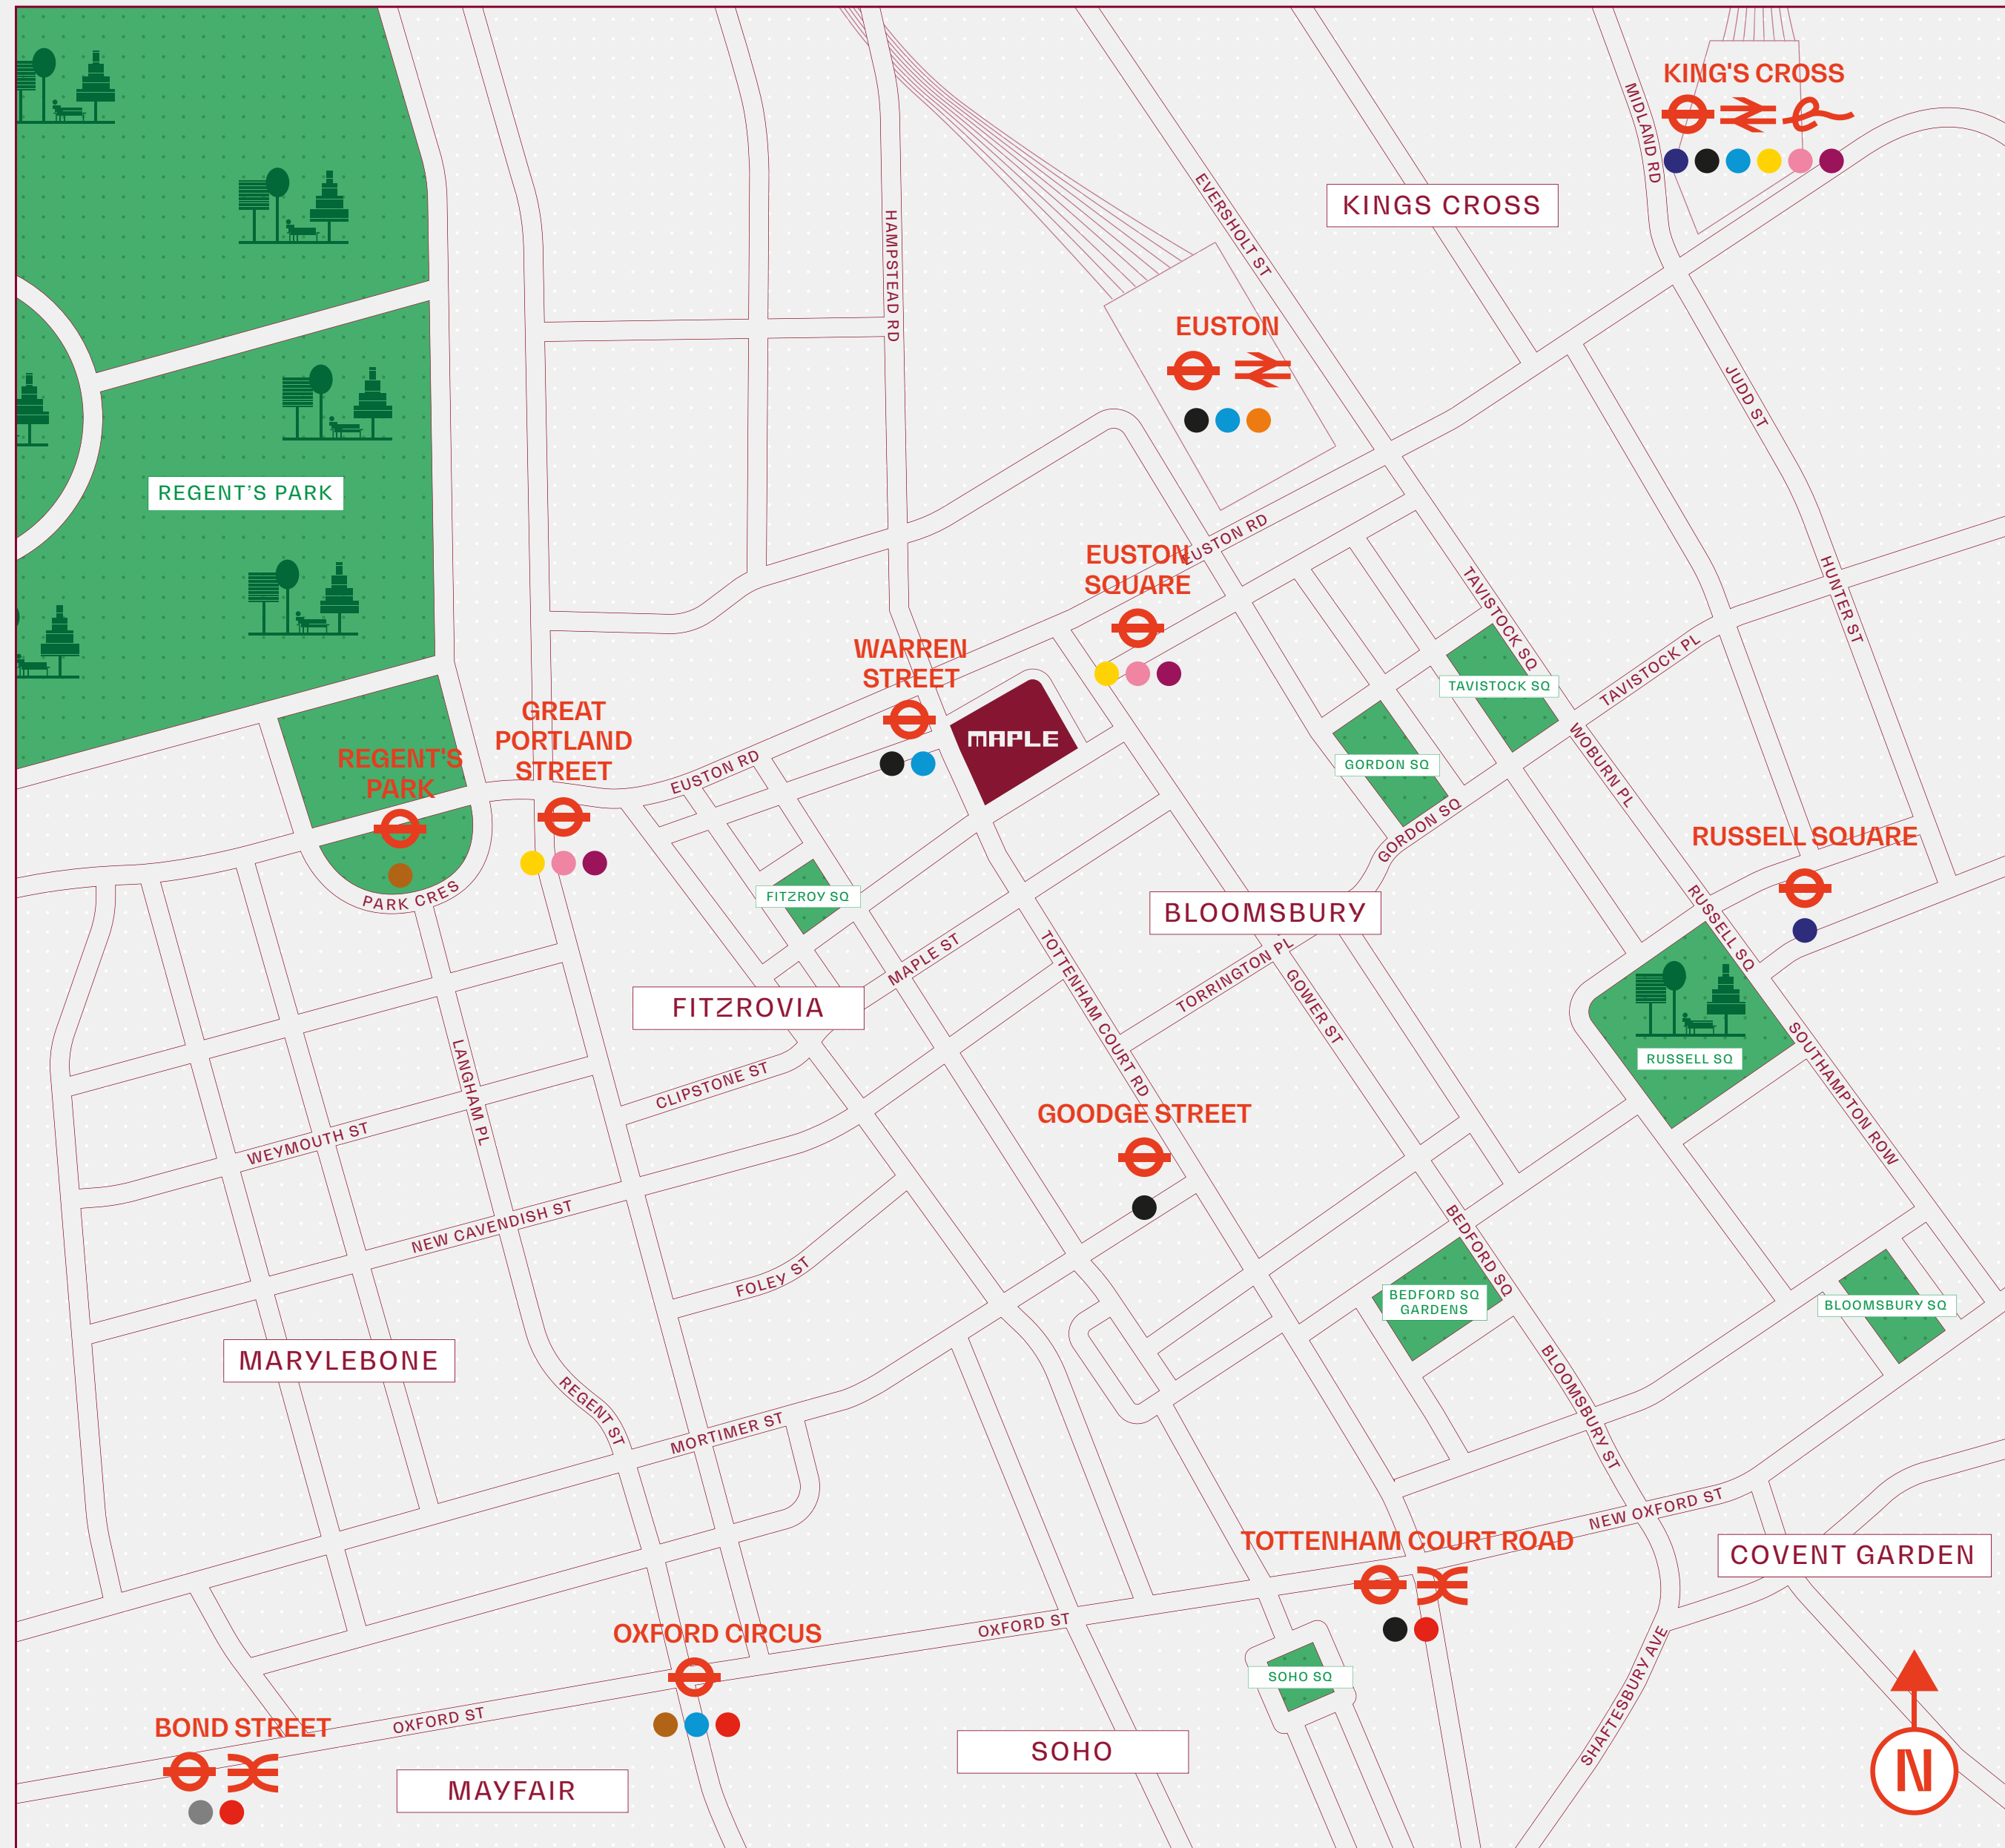 KING'S CROSS
MIDLAND RD
EVERSHOLT ST
KINGS CROSS
HAMPSTEAD RD
EUSTON
JUDD ST
REGENT'S PARK
EUSTON RD
EUSTON
SQUARE
HUNTER ST
TAVISTOCK SQ
TAVISTOCK PL
WARREN
STREET
TAVISTOCK SQ
GREAT
PORTLAND
STREET
MAPLE
WOBURN PL
REGENT'S
PARK
EUSTON RD
GORDON SQ
GORDON SQ
RUSSELL SQUARE
PARK CRES
FITZROY SQ
BLOOMSBURY
RUSSELL SQ
MAPLE ST
TOTTENHAM COURT RD
TORRINGTON PL
GOWER ST
FITZROVIA
RUSSELL SQ
LANGHAM PL
CLIPSTONE ST
SOUTHAMPTON ROW
GOODGE STREET
WEYMOUTH ST
NEW CAVENDISH ST
FOLEY ST
BEDFORD SQ
BEDFORD SQ
GARDENS
BLOOMSBURY SQ
MARYLEBONE
REGENT ST
MORTIMER ST
BLOOMSBURY ST
NEW OXFORD ST
TOTTENHAM COURT ROAD
COVENT GARDEN
OXFORD CIRCUS
OXFORD ST
SOHO SQ
SHAFTESBURY AVE
BOND STREET
OXFORD ST
SOHO
MAYFAIR
N